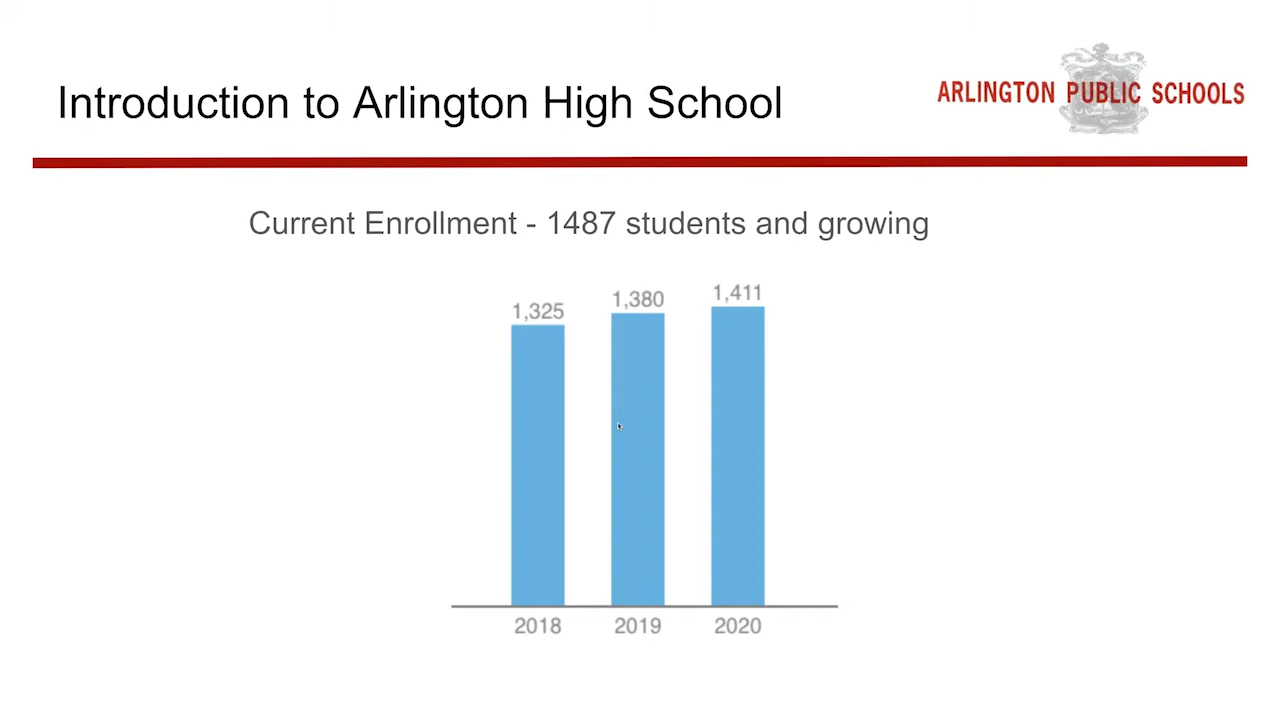 Introduction to Arlington High School
ARLINGTON PUBLIC SCHOOLS
Current Enrollment - 1487 students and growing
1,325
1,380
1,411
2018
2019
2020